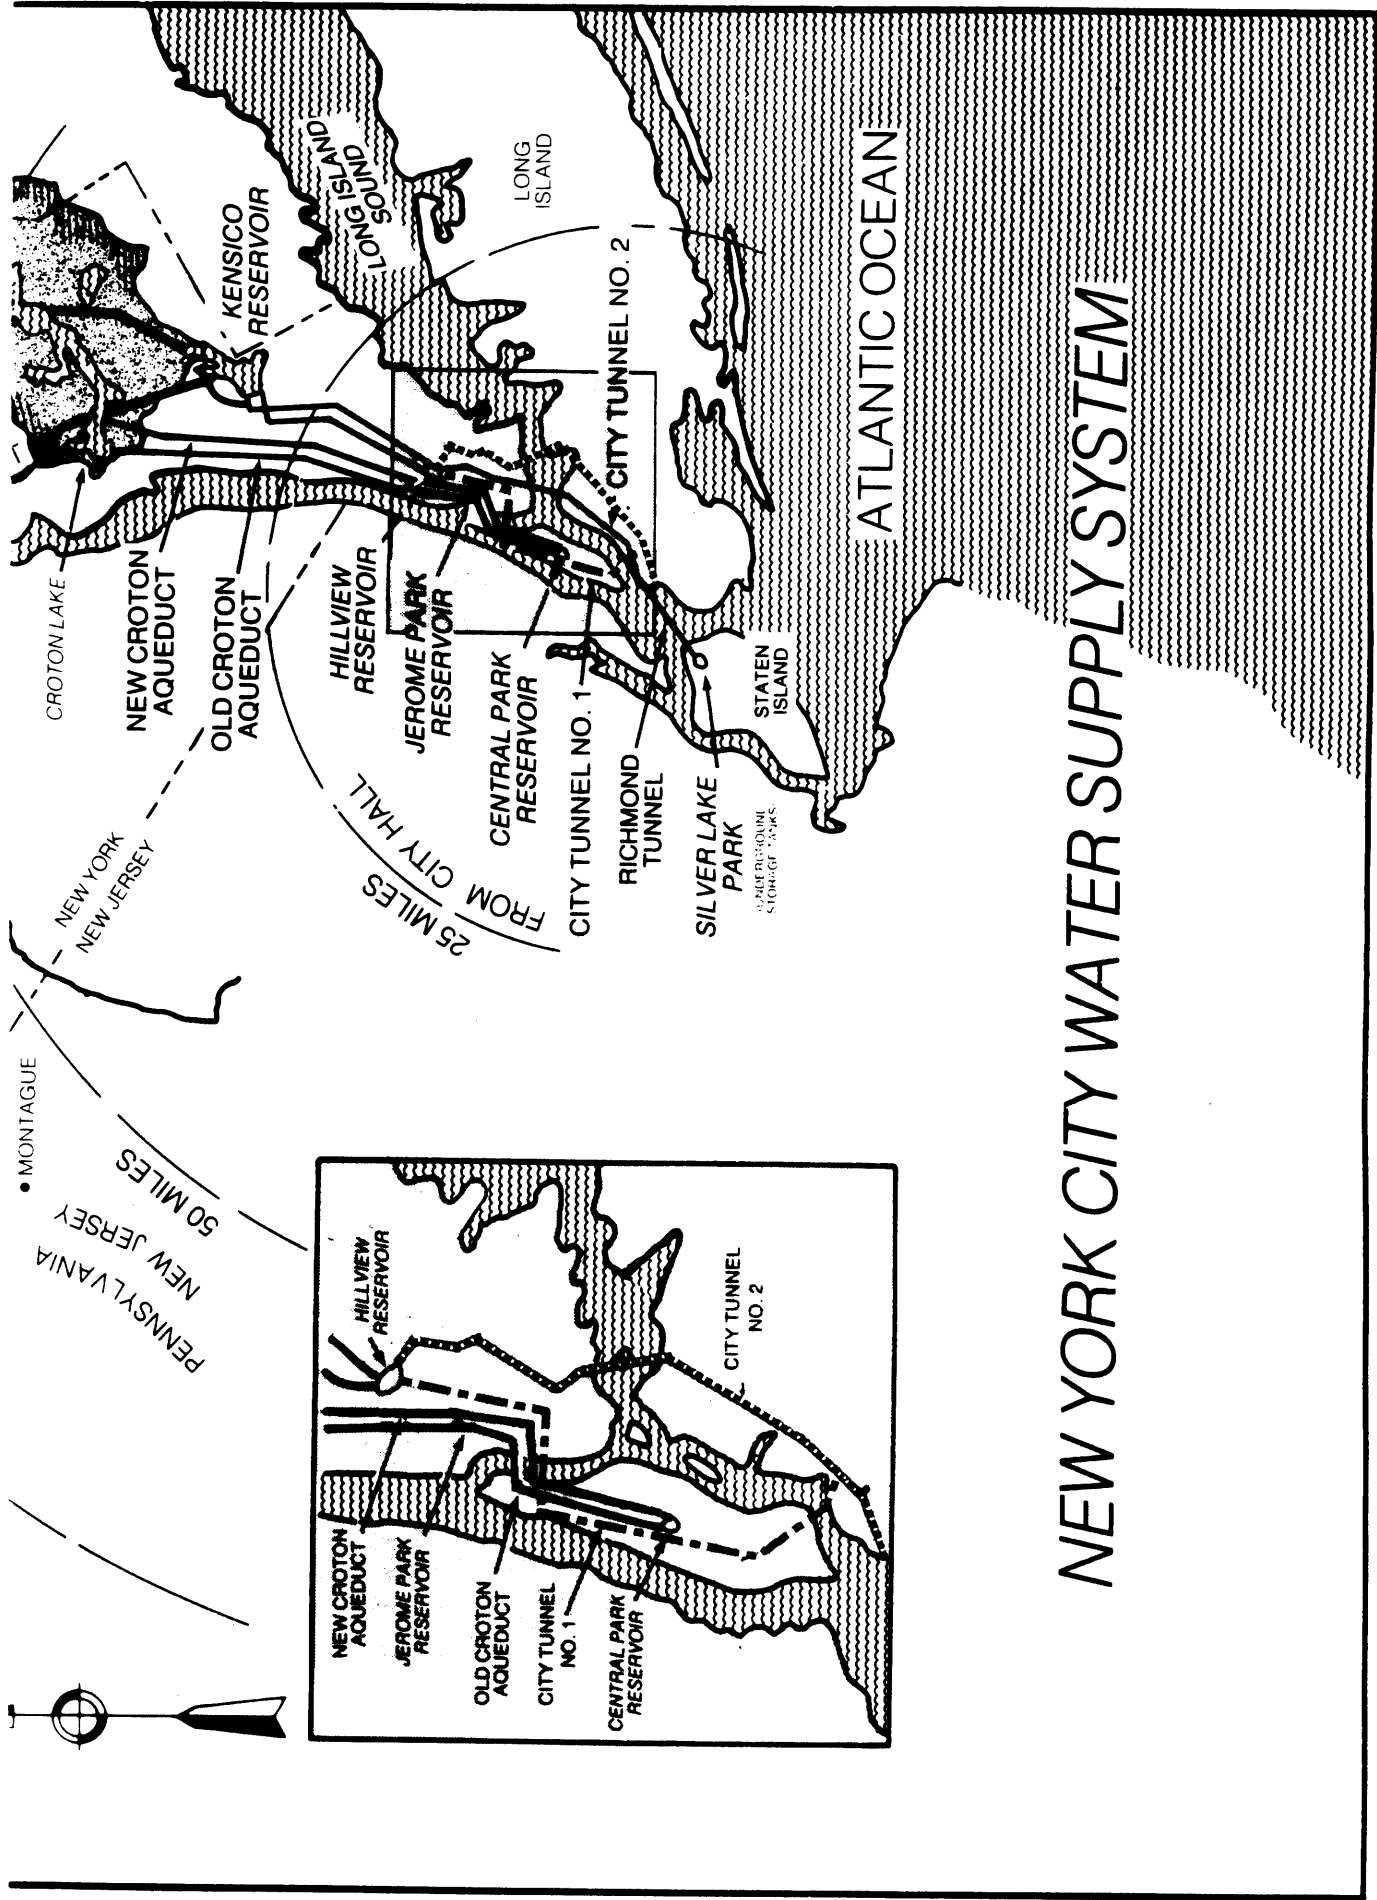 CROTON LAKE
NEW CROTON
AQUEDUCT
OLD CROTON
AQUEDUCT
KENSICO
RESERVOIR
LONG ISLAND
SOUND
LONG
ISLAND
CITY TUNNEL NO. 2
HILLVIEW
RESERVOIR
JEROME PARK
RESERVOIR
CENTRAL PARK
RESERVOIR
CITY TUNNEL NO. 1
RICHMOND
TUNNEL
SILVER LAKE
PARK
UNDERGROUND
STORAGE TANKS
STATEN
ISLAND
ATLANTIC OCEAN
NEW YORK
NEW JERSEY
25 MILES
FROM CITY HALL
MONTAGUE
50 MILES
NEW JERSEY
PENNSYLVANIA
HILLVIEW
RESERVOIR
NEW CROTON
AQUEDUCT
JEROME PARK
RESERVOIR
OLD CROTON
AQUEDUCT
CITY TUNNEL
NO. 1
CENTRAL PARK
RESERVOIR
CITY TUNNEL
NO. 2
NEW YORK CITY WATER SUPPLY SYSTEM